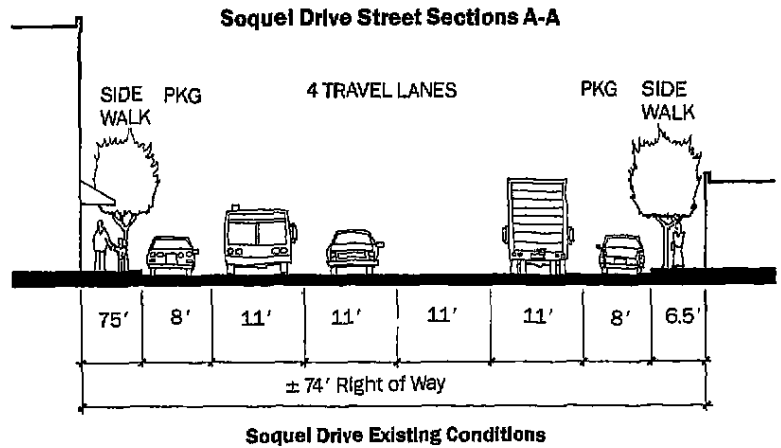 Soquel Drive Street Sections A-A
SIDE WALK PKG 4 TRAVEL LANES PKG SIDE WALK
75' 8' 11' 11' 11' 11' 8' 6.5'
± 74' Right of Way
Soquel Drive Existing Conditions